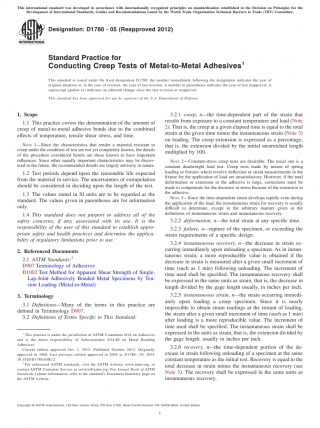 This international standard was developed in accordance with internationally recognized principles on standardization established in the Decision on Principles for the
Development of International Standards, Guides and Recommendations issued by the World Trade Organization Technical Barriers to Trade (TBT) Committee.
Designation: D1780 − 05 (Reapproved 2012)
Standard Practice for
Conducting Creep Tests of Metal-to-Metal Adhesives1
This standard is issued under the fixed designation D1780; the number immediately following the designation indicates the year of
original adoption or, in the case of revision, the year of last revision. A number in parentheses indicates the year of last reapproval. A
superscript epsilon (ε) indicates an editorial change since the last revision or reapproval.
This standard has been approved for use by agencies of the U.S. Department of Defense.
1. Scope
1.1 This practice covers the determination of the amount of
creep of metal-to-metal adhesive bonds due to the combined
effects of temperature, tensile shear stress, and time.
NOTE 1—Since the characteristics that render a material resistant to
creep under the condition of test are not yet completely known, the details
of the procedure considered herein are those known to have important
influences. Since other equally important characteristics may be discov-
ered in the future, the recommended details are largely advisory in nature.
1.2 Test periods depend upon the reasonable life expected
from the material in service. The uncertainties of extrapolation
should be considered in deciding upon the length of the test.
1.3 The values stated in SI units are to be regarded as the
standard. The values given in parentheses are for information
only.
1.4 This standard does not purport to address all of the
safety concerns, if any, associated with its use. It is the
responsibility of the user of this standard to establish appro-
priate safety and health practices and determine the applica-
bility of regulatory limitations prior to use.
2. Referenced Documents
2.1 ASTM Standards:2
D907 Terminology of Adhesives
D1002 Test Method for Apparent Shear Strength of Single-
Lap-Joint Adhesively Bonded Metal Specimens by Ten-
sion Loading (Metal-to-Metal)
3. Terminology
3.1 Definitions—Many of the terms in this practice are
defined in Terminology D907.
3.2 Definitions of Terms Specific to This Standard:
1 This practice is under the jurisdiction of ASTM Committee D14 on Adhesives
and is the direct responsibility of Subcommittee D14.80 on Metal Bonding
Adhesives.
Current edition approved Oct. 1, 2012. Published October 2012. Originally
approved in 1960. Last previous edition approved in 2005 as D1780 – 05. DOI:
10.1520/D1780-05R12.
2 For referenced ASTM standards, visit the ASTM website, www.astm.org, or
contact ASTM Customer Service at service@astm.org. For Annual Book of ASTM
Standards volume information, refer to the standard's Document Summary page on
the ASTM website.
3.2.1 creep, n—the time-dependent part of the strain that
results from exposure to a constant temperature and load (Note
2). That is, the creep at a given elapsed time is equal to the total
strain at the given time minus the instantaneous strain (Note 3)
on loading. The creep extension is expressed as a percentage,
that is, the extension divided by the initial unstretched length
multiplied by 100.
NOTE 2—Constant-stress creep tests are desirable. The usual one is a
constant deadweight load one. Creep tests made by means of spring
loading or fixtures which involve deflection or strain measurements in the
fixture for the application of load are unsatisfactory. However, if the total
deformation or extension in the adhesive is large, corrections must be
made to compensate for the decrease in stress because of the extension in
the adhesive.
NOTE 3—Since the time-independent strain develops rapidly even during
the application of the load, the instantaneous strain for recovery is usually
difficult to determine, except in the arbitrary manner given in the
definitions of instantaneous strain and instantaneous recovery.
3.2.2 deformation, n—the total strain at any specific time.
3.2.3 failure, n—rupture of the specimen, or exceeding the
strain requirements of a specific design.
3.2.4 instantaneous recovery, n—the decrease in strain oc-
curring immediately upon unloading a specimen. As in instan-
taneous strain, a more reproducible value is obtained if the
decrease in strain is measured after a given small increment of
time (such as 1 min) following unloading. The increment of
time used shall be specified. The instantaneous recovery shall
be expressed in the same units as strain, that is, the decrease in
length divided by the gage length usually, in inches per inch.
3.2.5 instantaneous strain, n—the strain occurring immedi-
ately upon loading a creep specimen. Since it is nearly
impossible to obtain strain readings at the instant of loading,
the strain after a given small increment of time (such as 1 min)
after loading is a more reproducible value. The increment of
time used shall be specified. The instantaneous strain shall be
expressed in the units as strain, that is, the extension divided by
the gage length, usually in inches per inch.
3.2.6 recovery, n—the time-dependent portion of the de-
crease in strain following unloading of a specimen at the same
constant temperature as the initial test. Recovery is equal to the
total decrease in strain minus the instantaneous recovery (see
Note 3). The recovery shall be expressed in the same units as
instantaneous recovery.
Copyright © ASTM International, 100 Barr Harbor Drive, PO Box C700, West Conshohocken, PA 19428-2959. United States
1